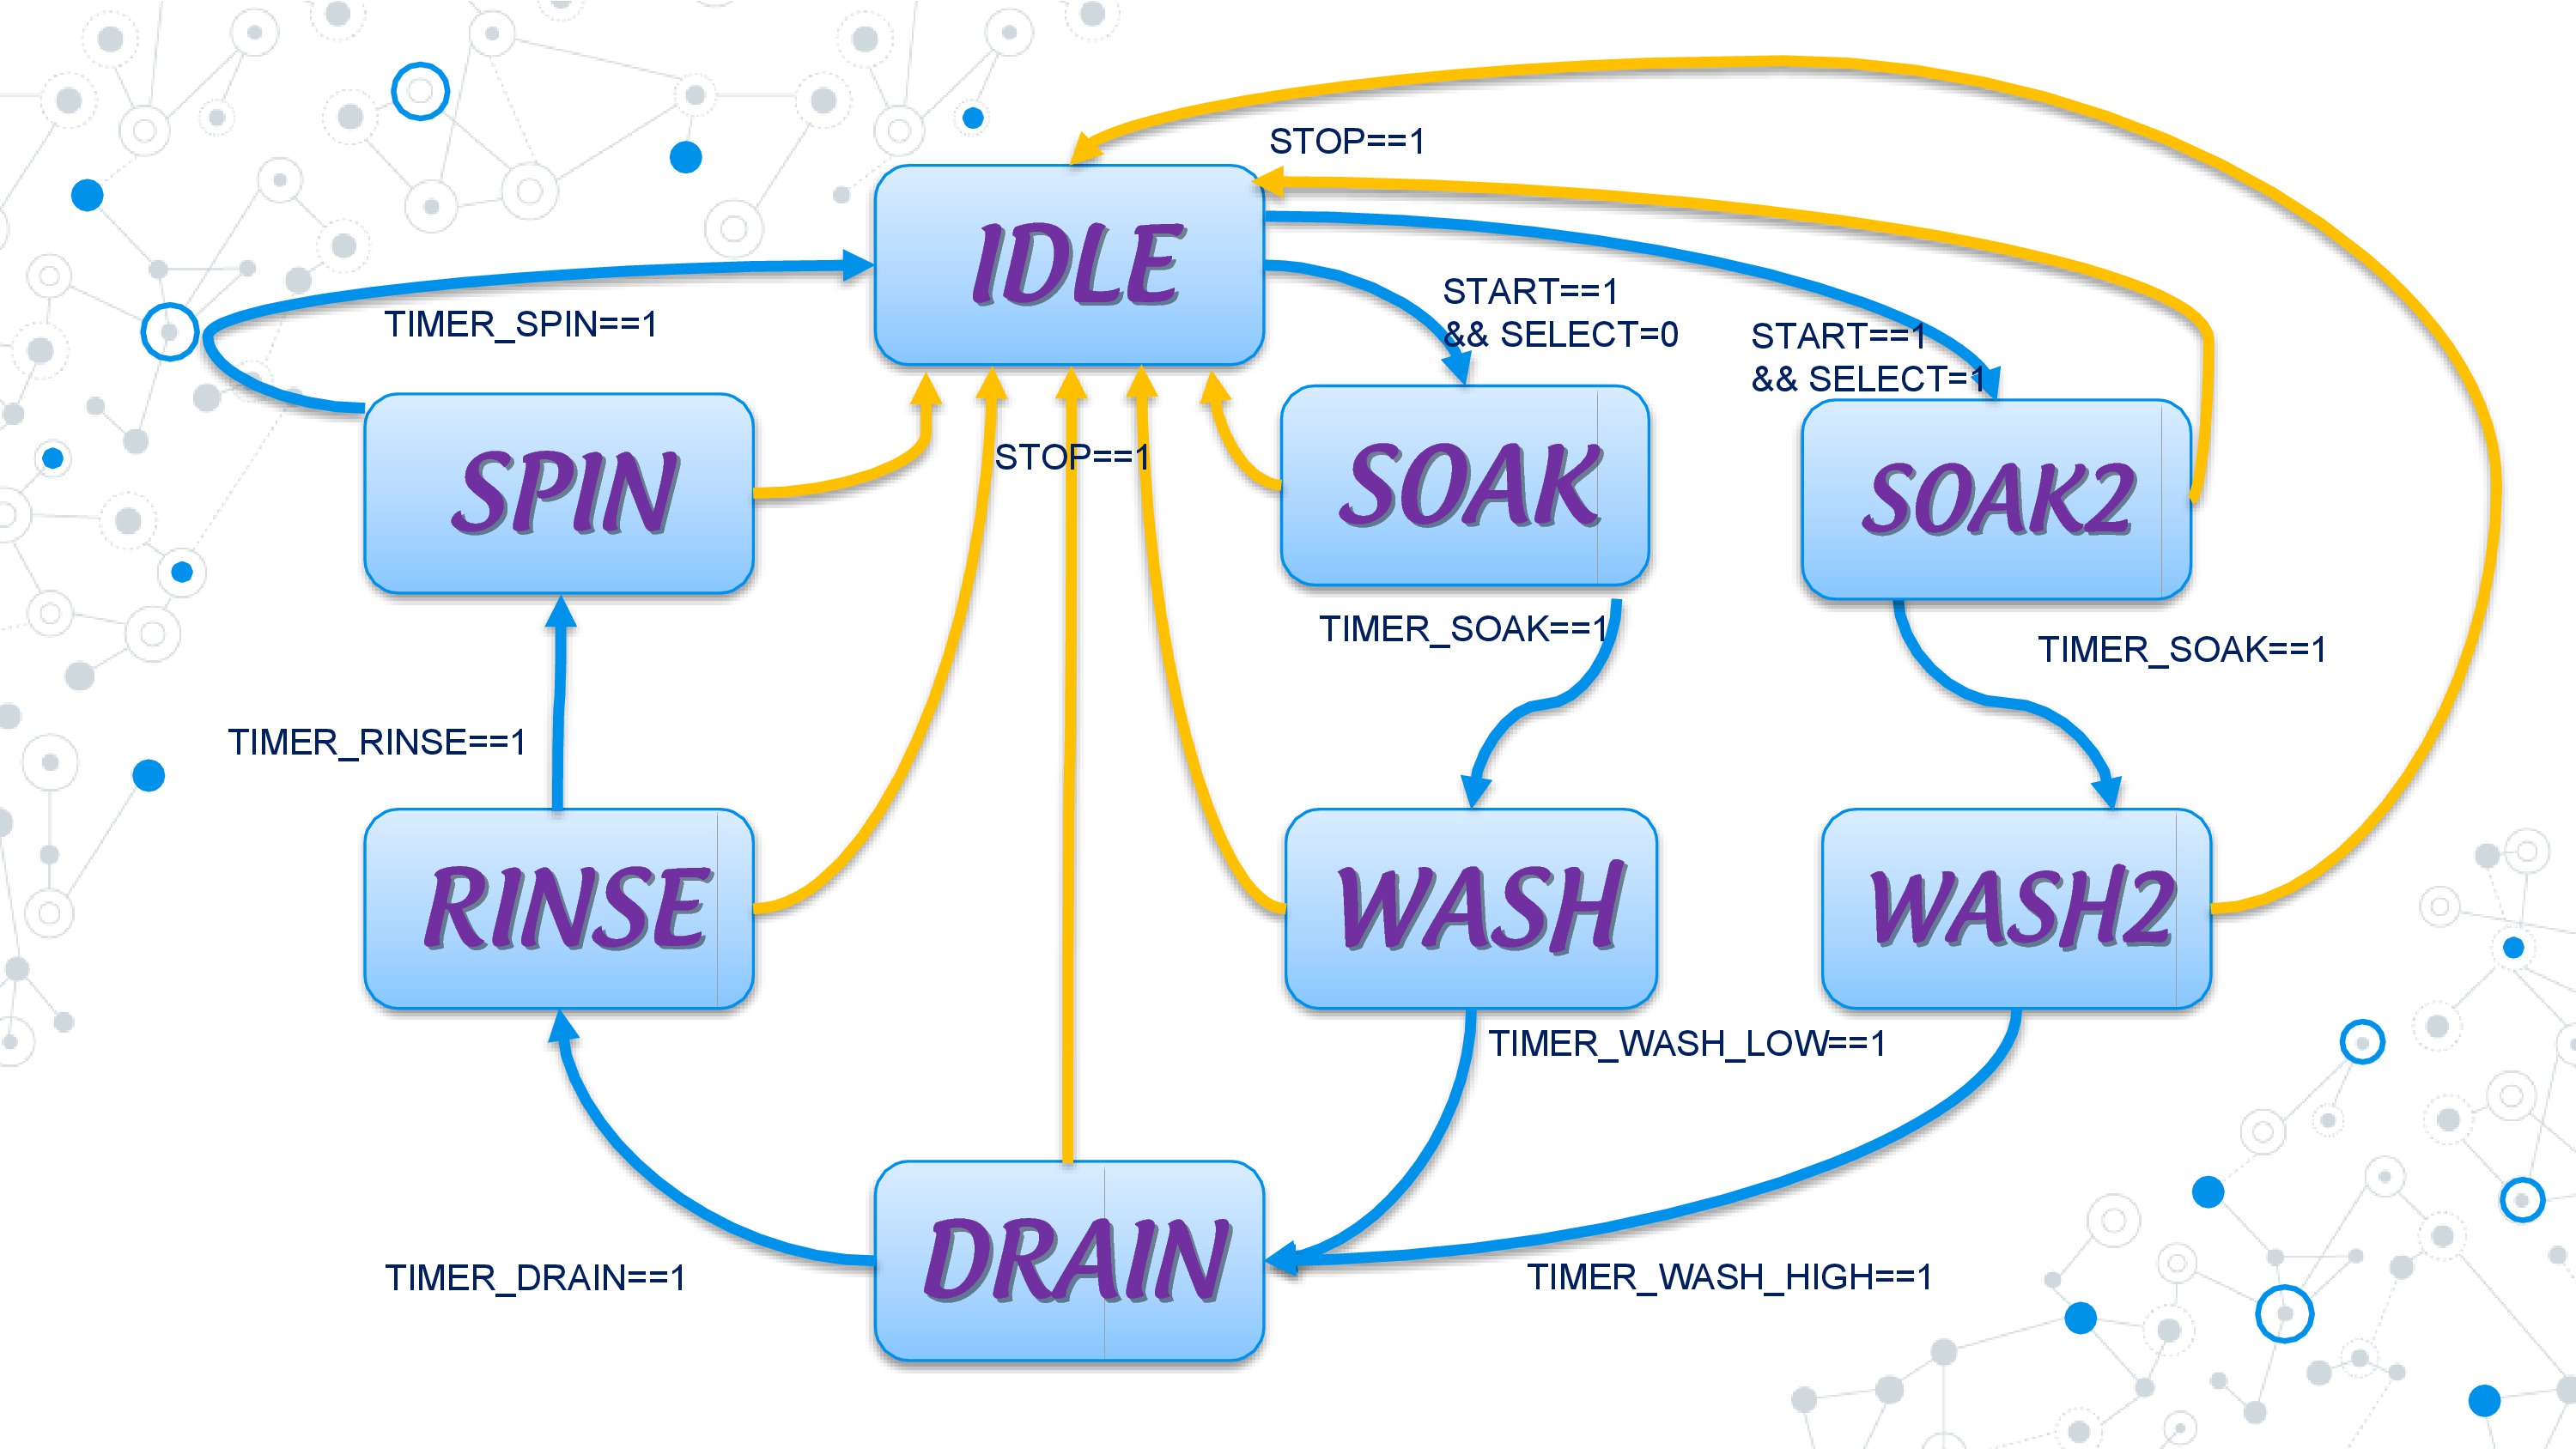 STOP==1
IDLE
START==1
&& SELECT=0
START==1
&& SELECT=1
TIMER_SPIN==1
STOP==1
SPIN
SOAK
SOAK2
TIMER_SOAK==1
TIMER_SOAK==1
TIMER_RINSE==1
RINSE
WASH
WASH2
TIMER_WASH_LOW==1
DRAIN
TIMER_DRAIN==1
TIMER_WASH_HIGH==1